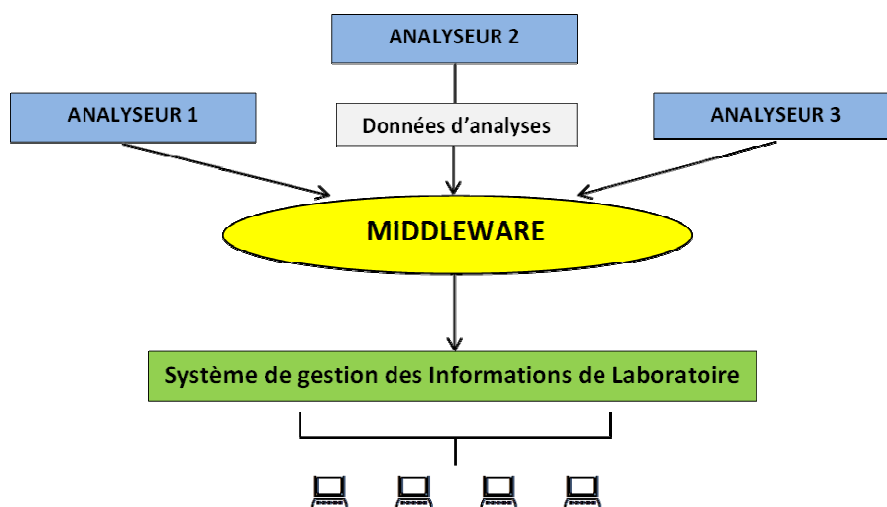 ANALYSEUR 2
ANALYSEUR 1
Données d’analyses
ANALYSEUR 3
MIDDLEWARE
Système de gestion des Informations de Laboratoire